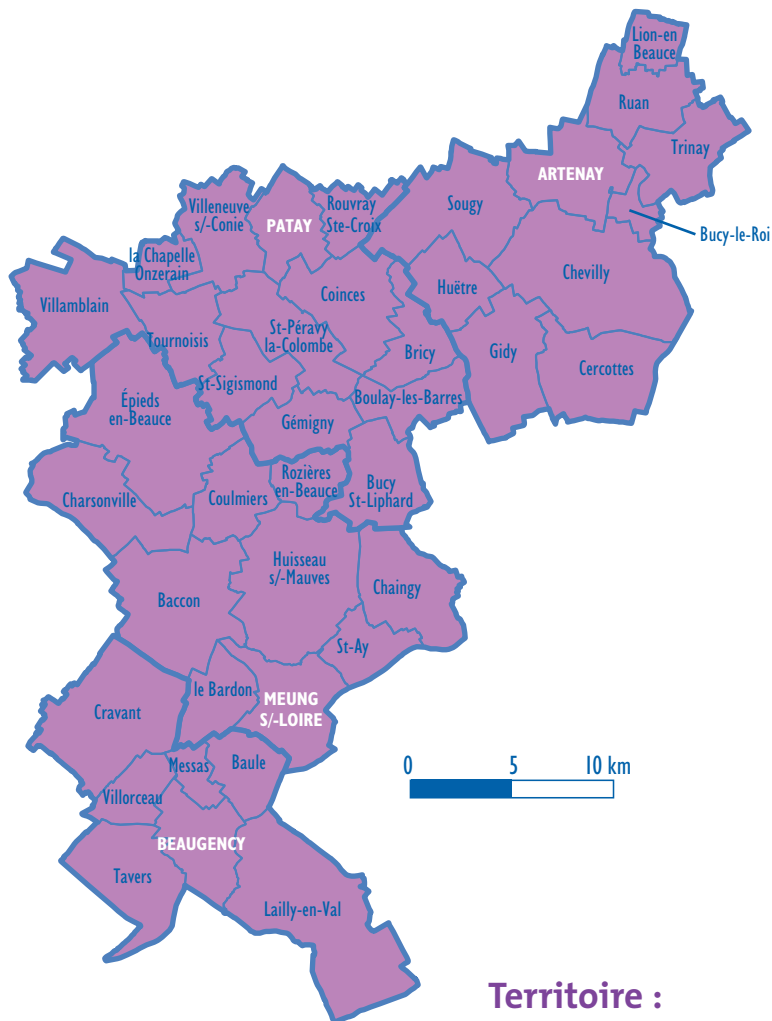 Lion-en
Beauce
Ruan
Trinay
ARTENAY
Bucy-le-Roi
Sougy
Chevilly
Villeneuve
s/-Conie
PATAY
Rouvray
Ste-Croix
la Chapelle
Onzerain
Villamblain
Coinces
Huëtre
Tournoisis
St-Péravy
la-Colombe
Bricy
Gidy
Cercottes
St-Sigismond
Boulay-les-Barres
Épieds
en-Beauce
Gémigny
Charsonville
Coulmiers
Rozières
en-Beauce
Bucy
St-Liphard
Huisseau
s/-Mauves
Chaingy
Baccon
St-Ay
le Bardon
MEUNG
S/-LOIRE
Cravant
Messas
Baule
Villorceau
0 5 10 km
BEAUGENCY
Tavers
Lailly-en-Val
Territoire :